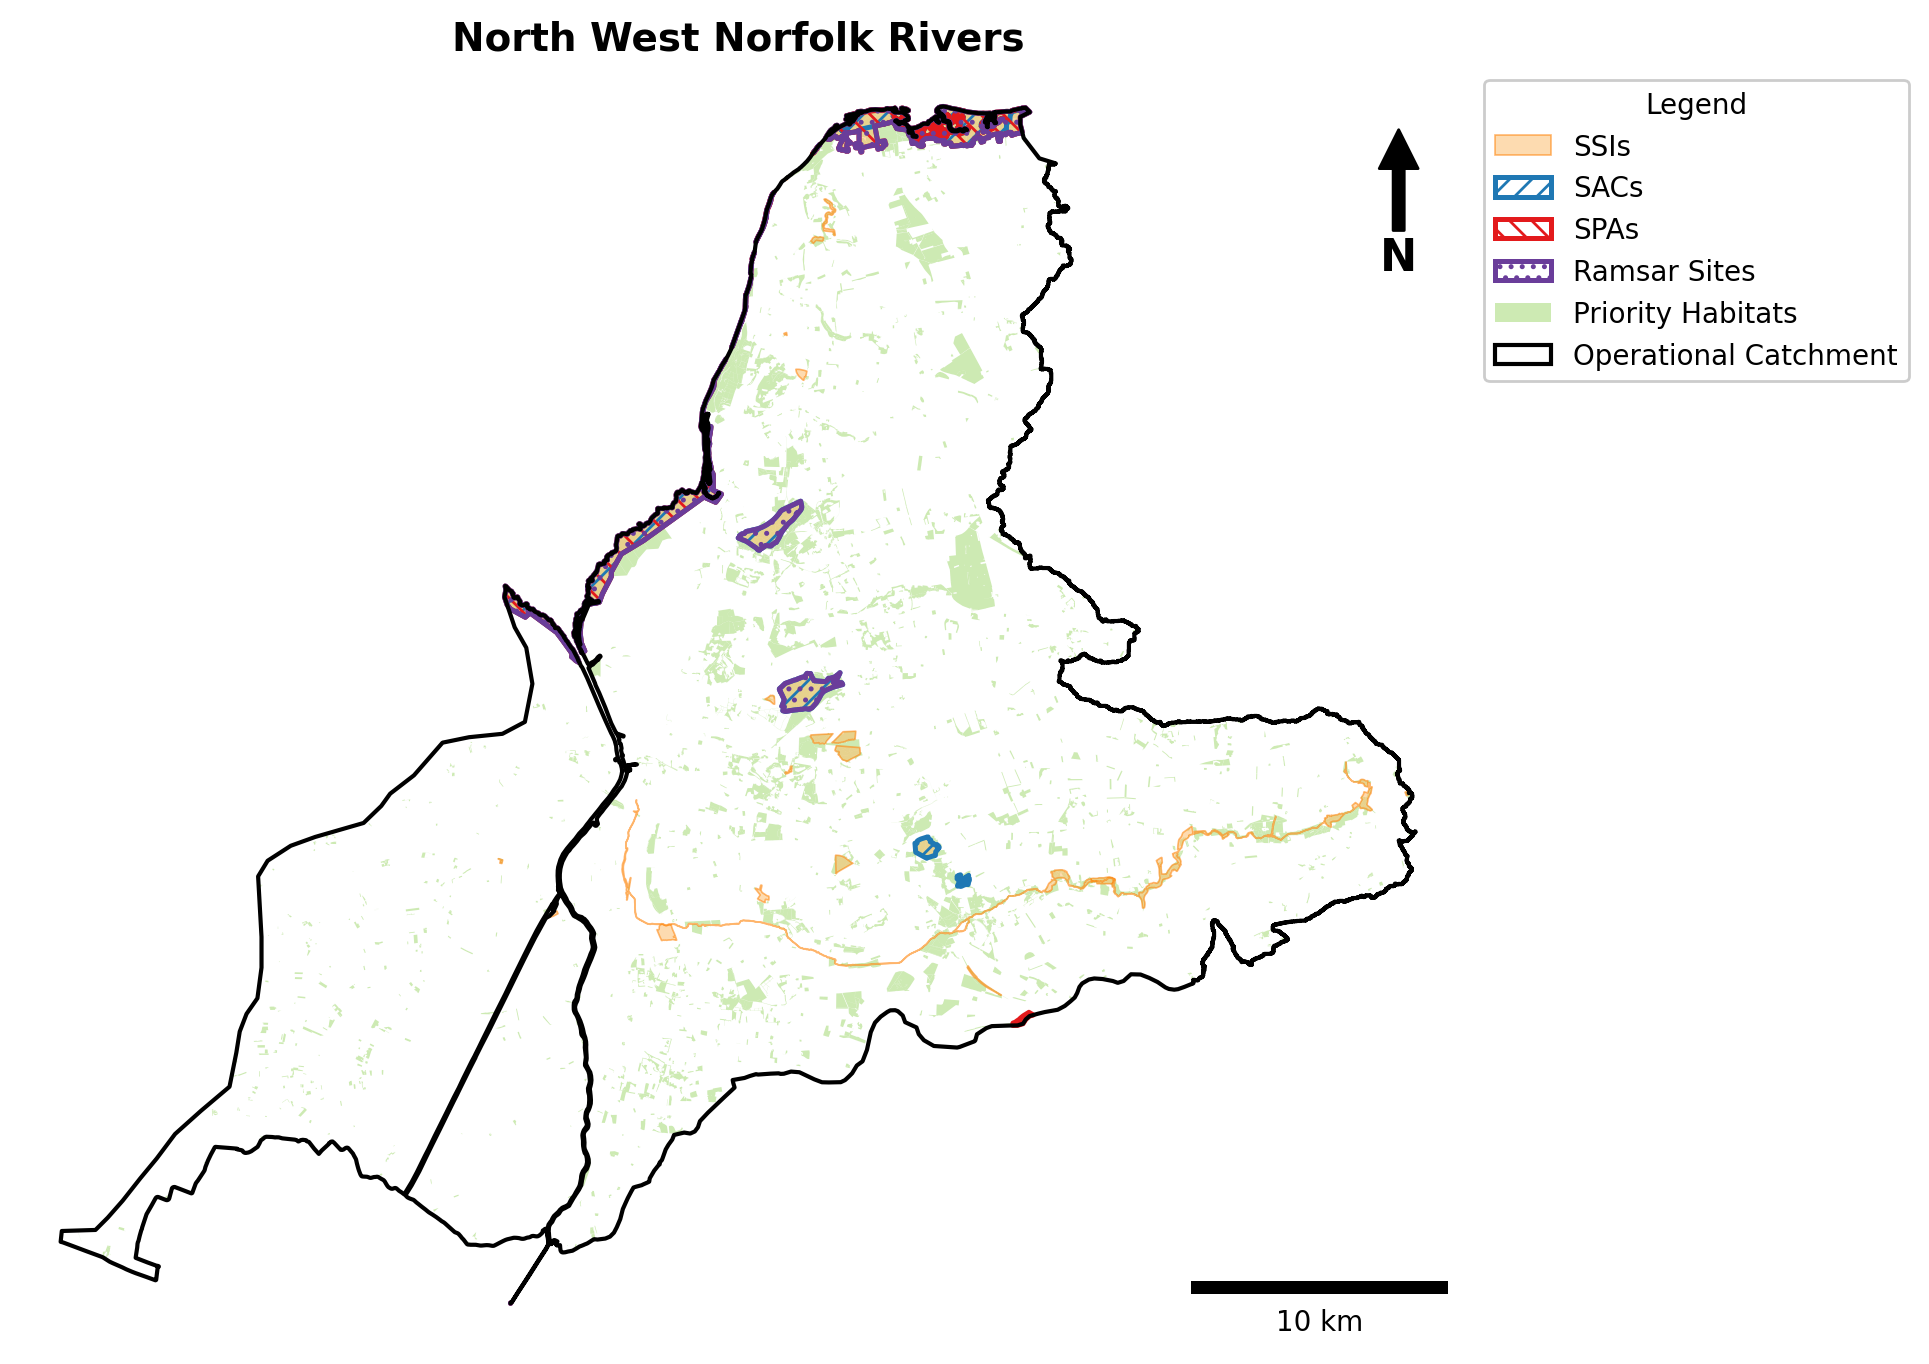 North West Norfolk Rivers
Legend
SSIs
SACs
SPAs
Ramsar Sites
Priority Habitats
Operational Catchment
N
10 km